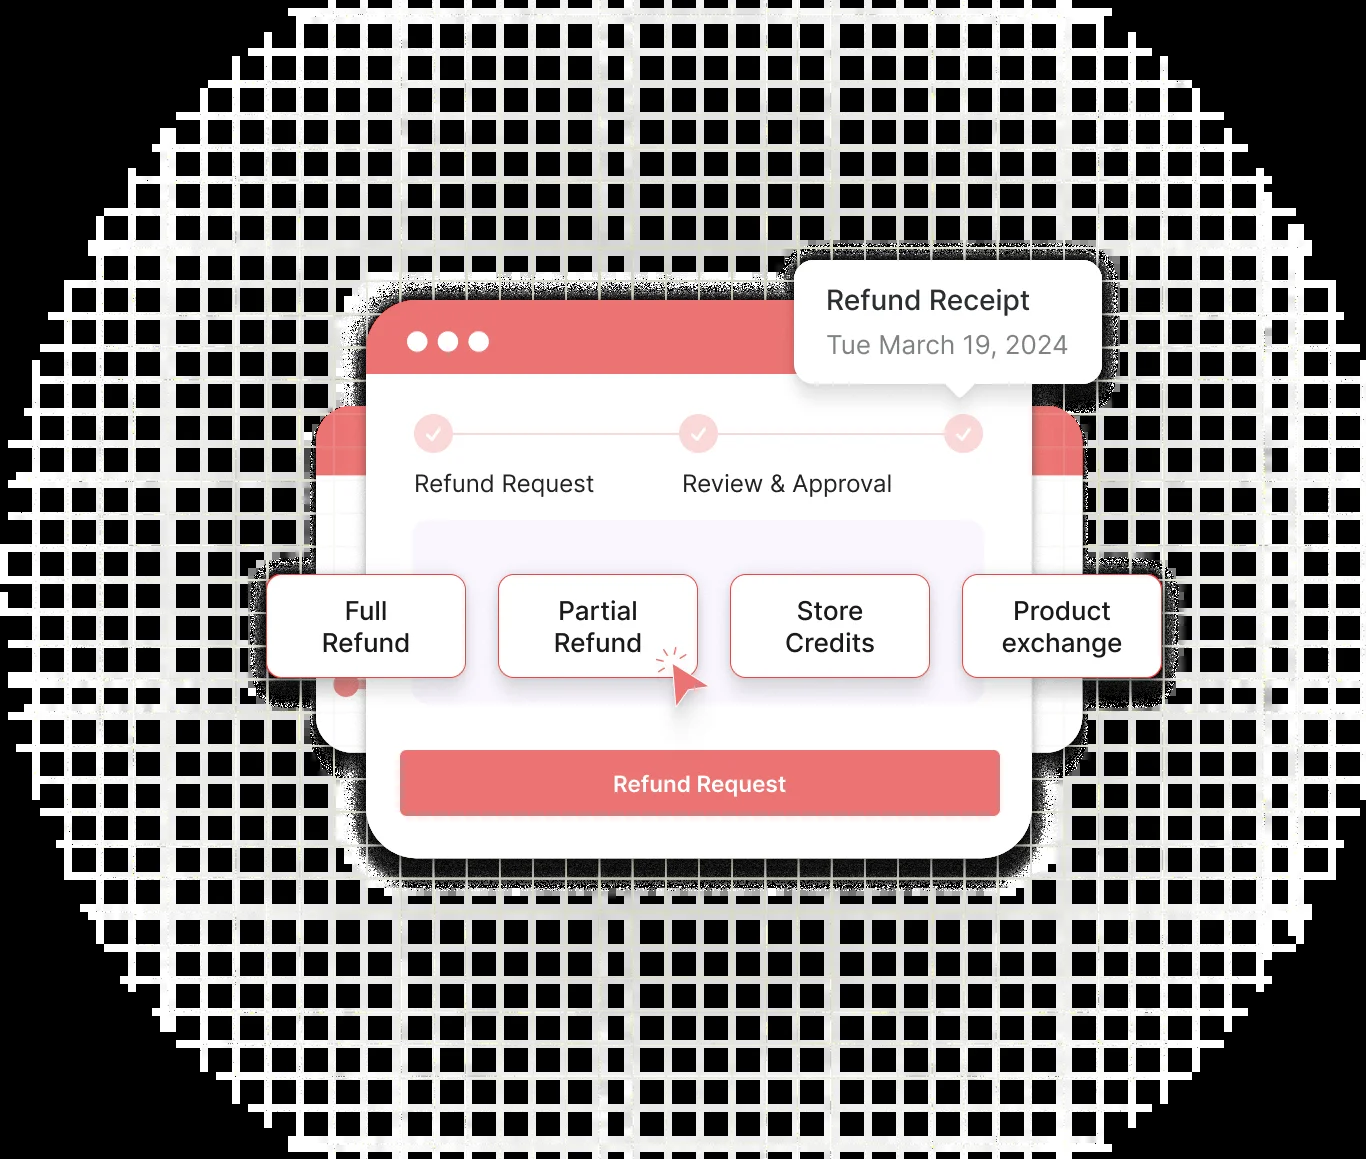 Refund Receipt
Tue March 19, 2024
Refund Request
Review & Approval
Full
Refund
Partial
Refund
Store
Credits
Product
exchange
Refund Request